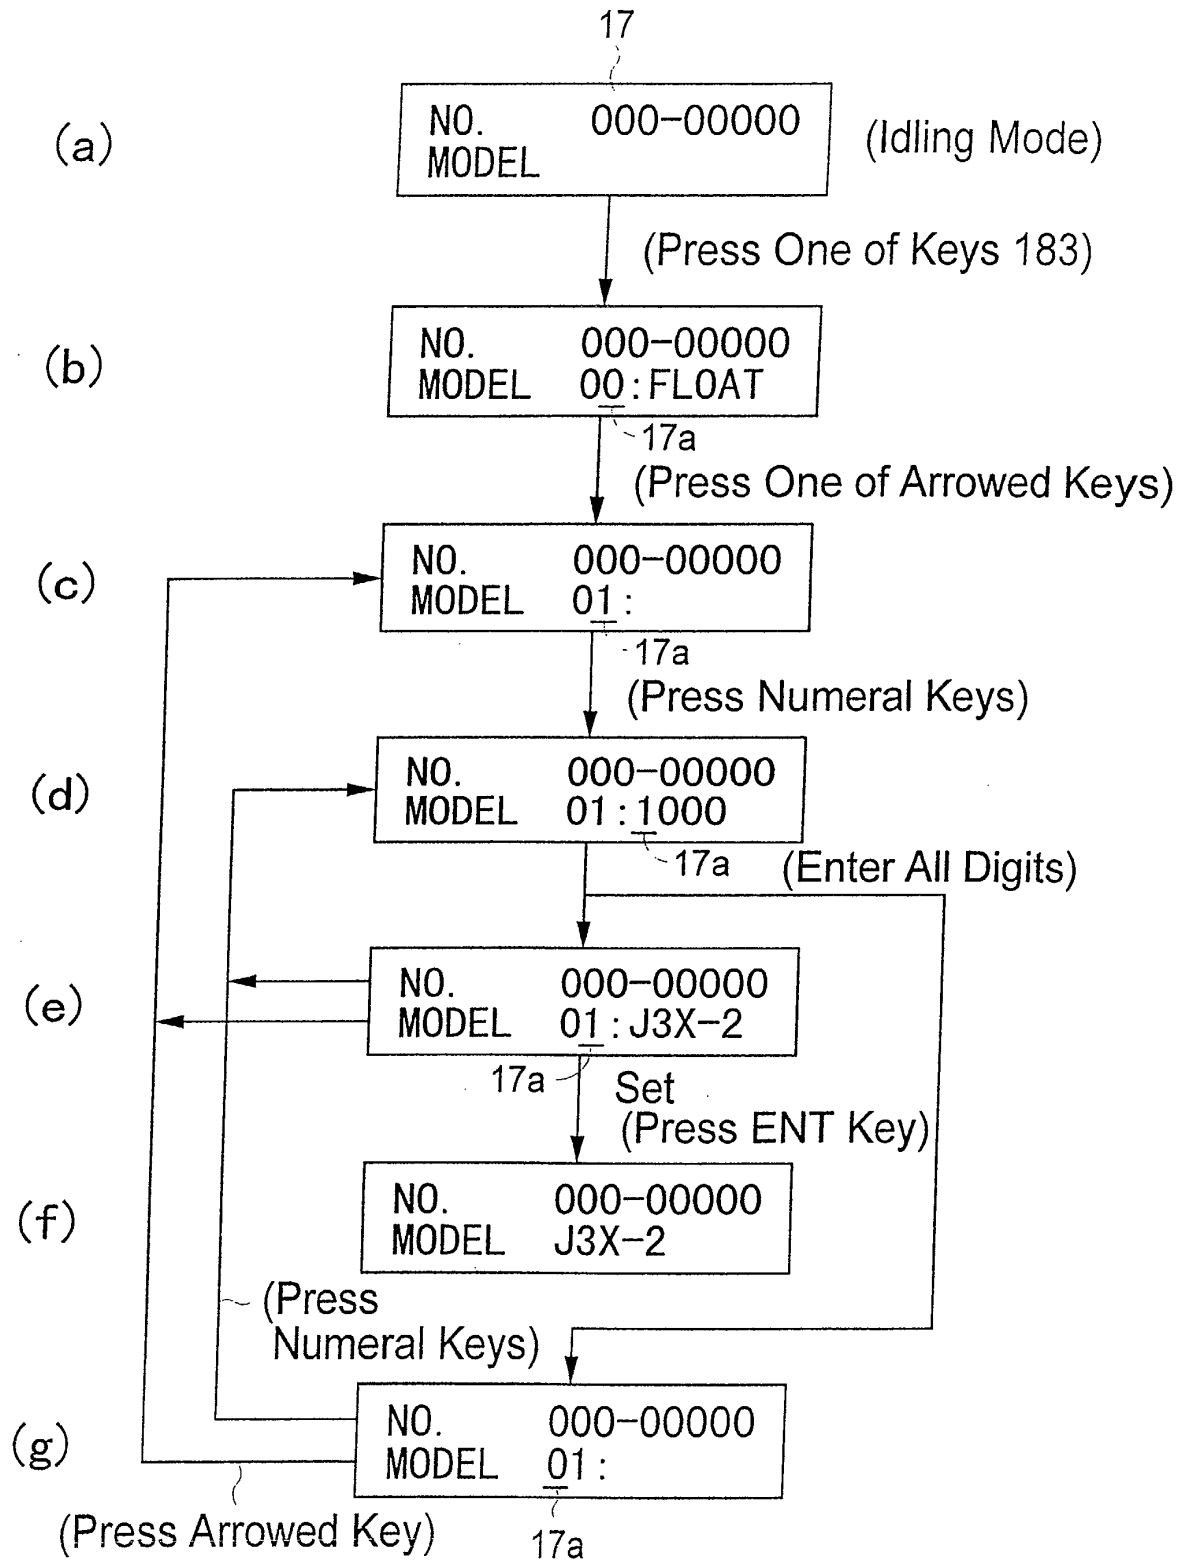 17
(a)
NO. 000-00000
MODEL
(Idling Mode)
(Press One of Keys 183)
(b)
NO. 000-00000
MODEL 00:FLOAT
17a
(Press One of Arrowed Keys)
(c)
NO. 000-00000
MODEL 01:
17a
(Press Numeral Keys)
(d)
NO. 000-00000
MODEL 01:1000
17a
(Enter All Digits)
(e)
NO. 000-00000
MODEL 01:J3X-2
17a
Set
(Press ENT Key)
(f)
NO. 000-00000
MODEL J3X-2
(Press
Numeral Keys)
(g)
NO. 000-00000
MODEL 01:
(Press Arrowed Key)
17a